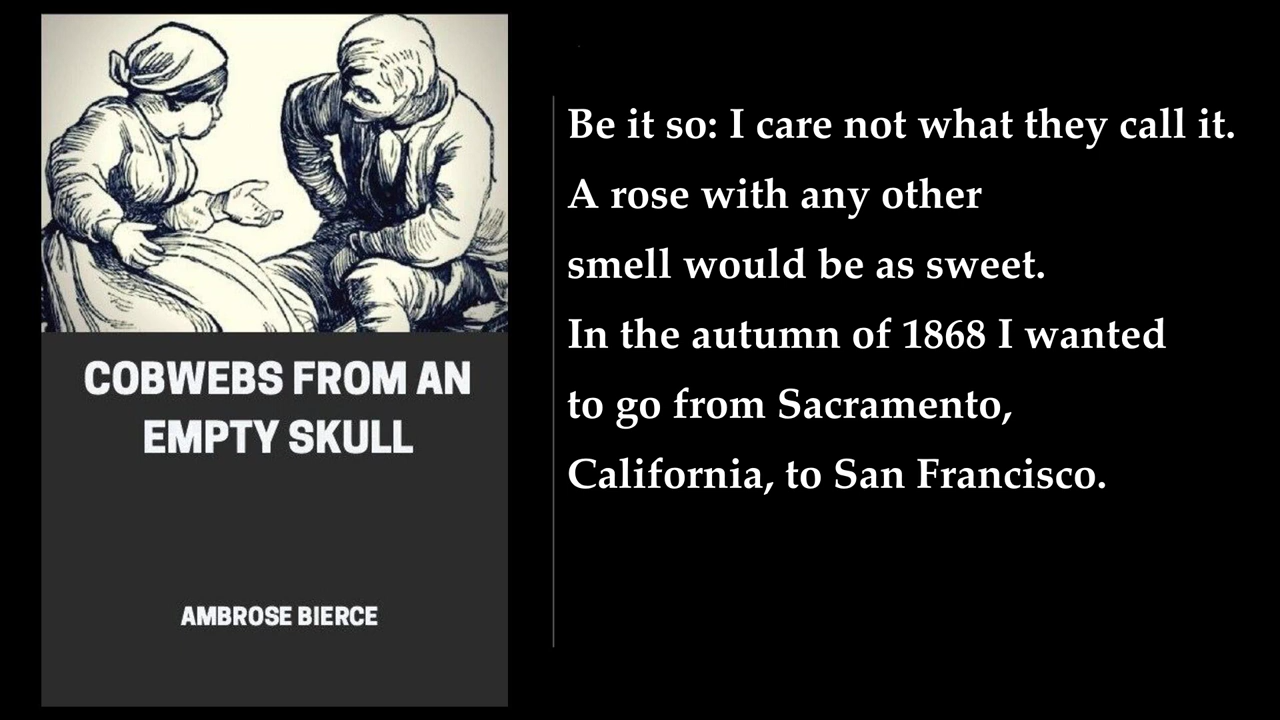 COBWEBS FROM AN
EMPTY SKULL
AMBROSE BIERCE
Be it so: I care not what they call it.
A rose with any other
smell would be as sweet.
In the autumn of 1868 I wanted
to go from Sacramento,
California, to San Francisco.